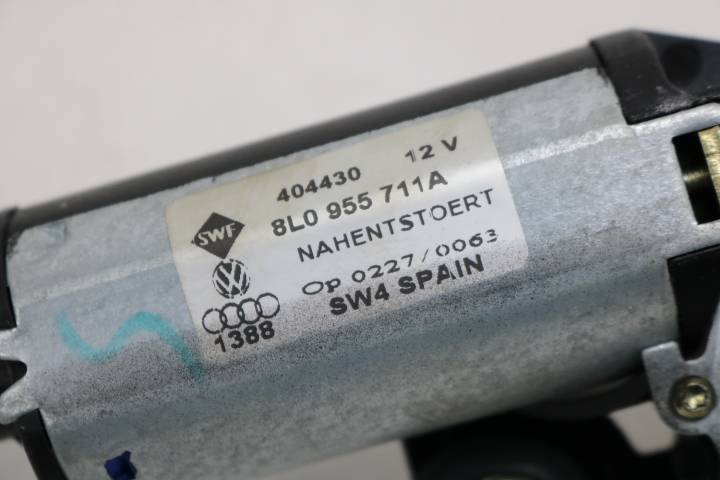 404430 12 V
8L0 955 711A
SWF
NAHENTSTOERT
Op 0227/0063
SW4 SPAIN
1388